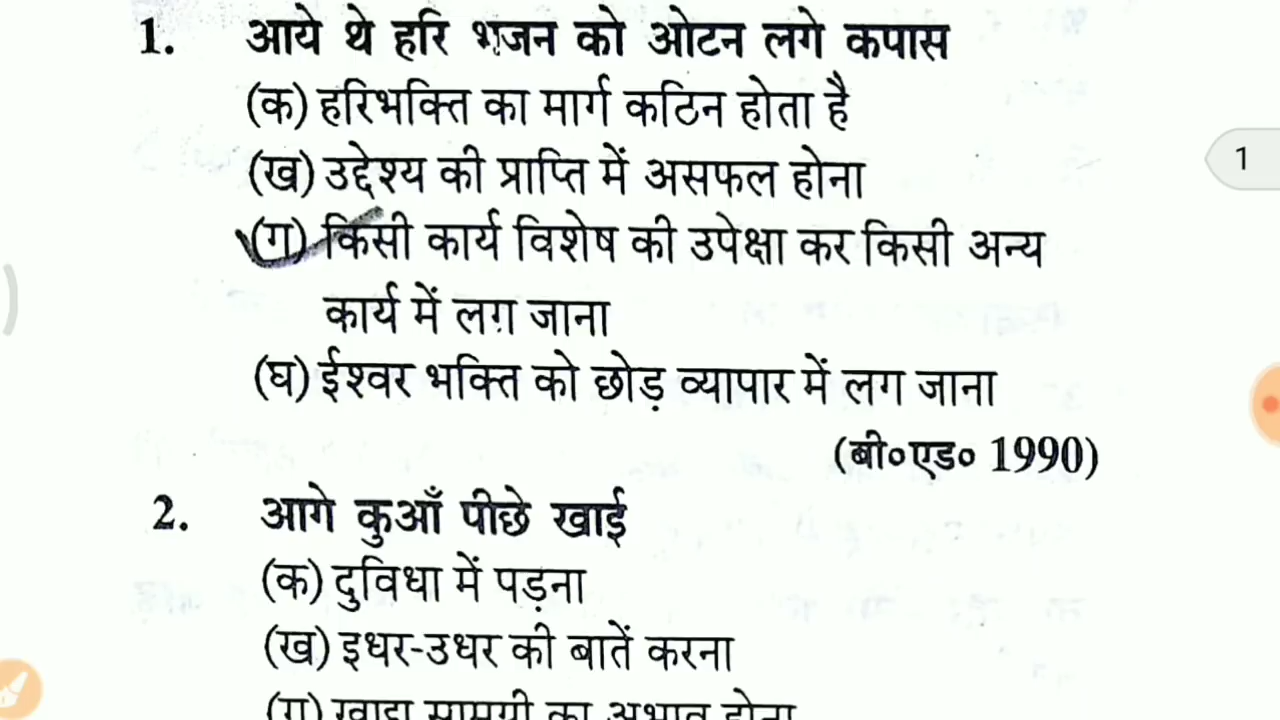 1. आये थे हरि भजन को ओटन लगे कपास
(क) हरिभक्ति का मार्ग कठिन होता है
(ख) उद्देश्य की प्राप्ति में असफल होना
1
(ग) किसी कार्य विशेष की उपेक्षा कर किसी अन्य
कार्य में लग जाना
(घ) ईश्वर भक्ति को छोड़ व्यापार में लग जाना
(बी०एड० 1990)
2. आगे कुआँ पीछे खाई
(क) दुविधा में पड़ना
(ख) इधर-उधर की बातें करना
(ग) का अभाव होना